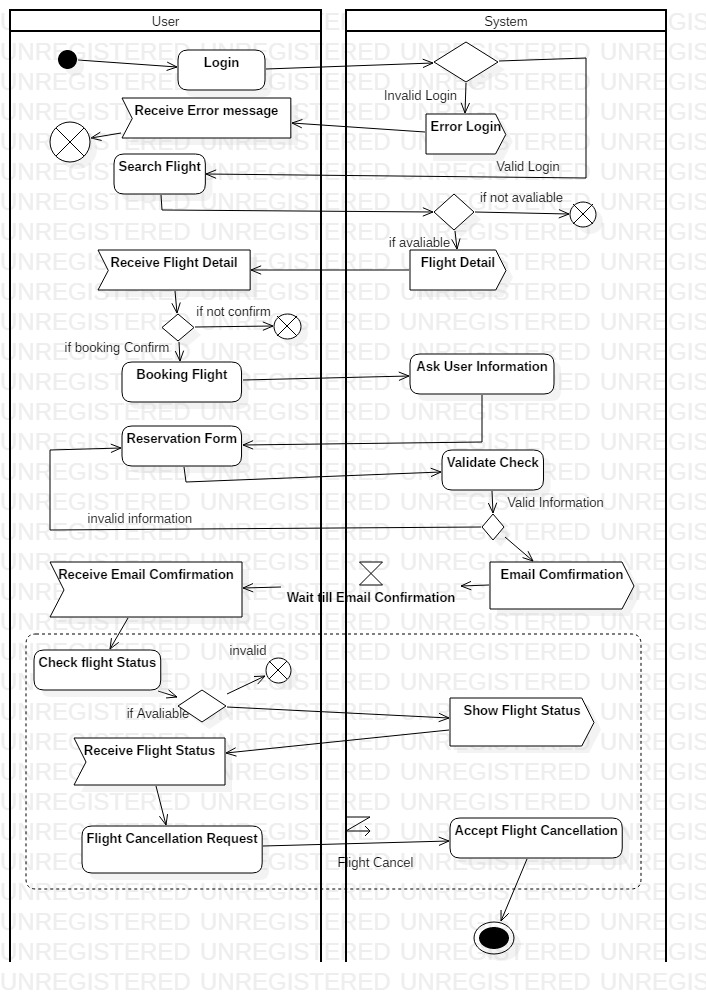 User
System
Login
Invalid Login
Receive Error message
Error Login
Valid Login
Search Flight
if not avaliable
if avaliable
Receive Flight Detail
Flight Detail
if not confirm
if booking Confirm
Booking Flight
Ask User Information
Reservation Form
Validate Check
Valid Information
invalid information
Receive Email Comfirmation
Email Comfirmation
Wait till Email Confirmation
invalid
Check flight Status
if Avaliable
Show Flight Status
Receive Flight Status
Flight Cancellation Request
Accept Flight Cancellation
Flight Cancel
UNREGISTERED